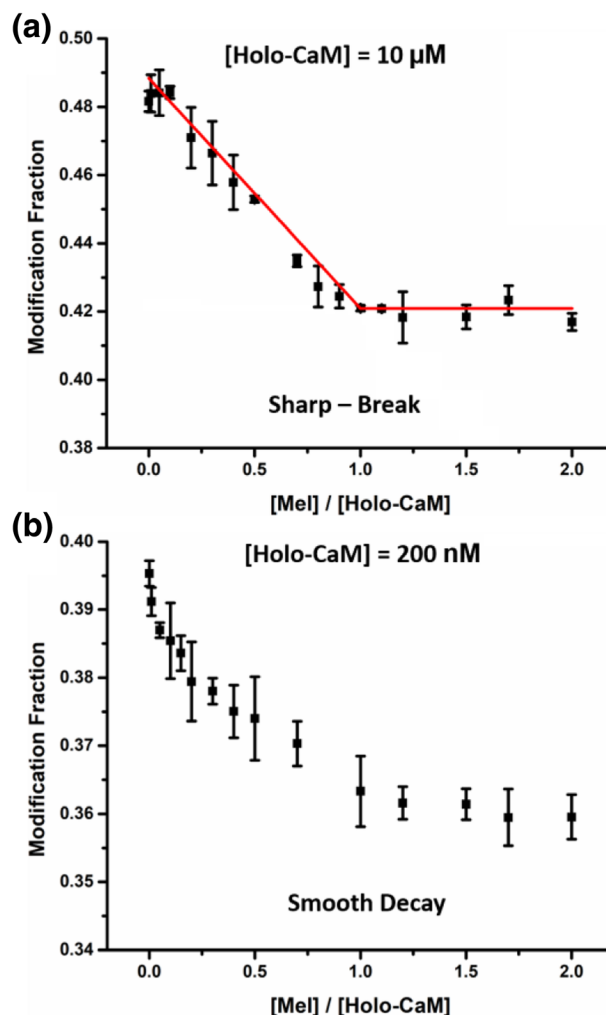 (a)
[Holo-CaM] = 10 µM
Modification Fraction
0.50
0.48
0.46
0.44
0.42
0.40
0.38
Sharp – Break
0.0 0.5 1.0 1.5 2.0
[Mel] / [Holo-CaM]
(b)
[Holo-CaM] = 200 nM
Modification Fraction
0.40
0.39
0.38
0.37
0.36
0.35
0.34
Smooth Decay
0.0 0.5 1.0 1.5 2.0
[Mel] / [Holo-CaM]